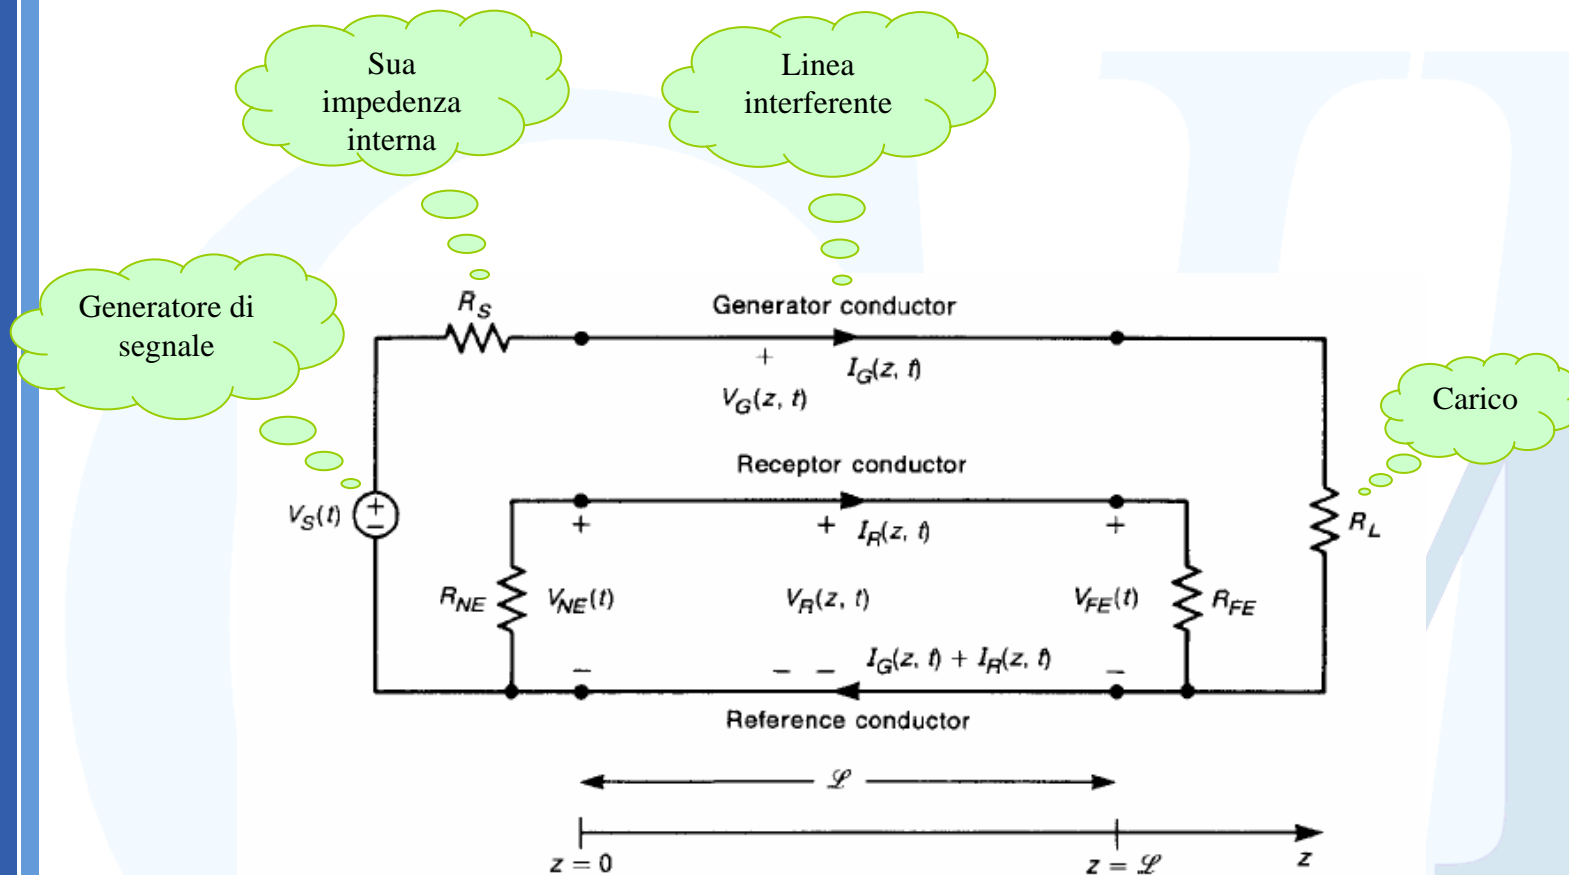 Sua
impedenza
interna
Linea
interferente
Generatore di
segnale
Carico
R_S
Generator conductor
+
I_G(z, t)
V_G(z, t)
Receptor conductor
V_S(t)
+
−
+
+
I_R(z, t)
+
R_L
R_NE
V_NE(t)
V_R(z, t)
V_FE(t)
R_FE
−
− −
I_G(z, t) + I_R(z, t)
−
Reference conductor
ℒ
z = 0
z = ℒ
z